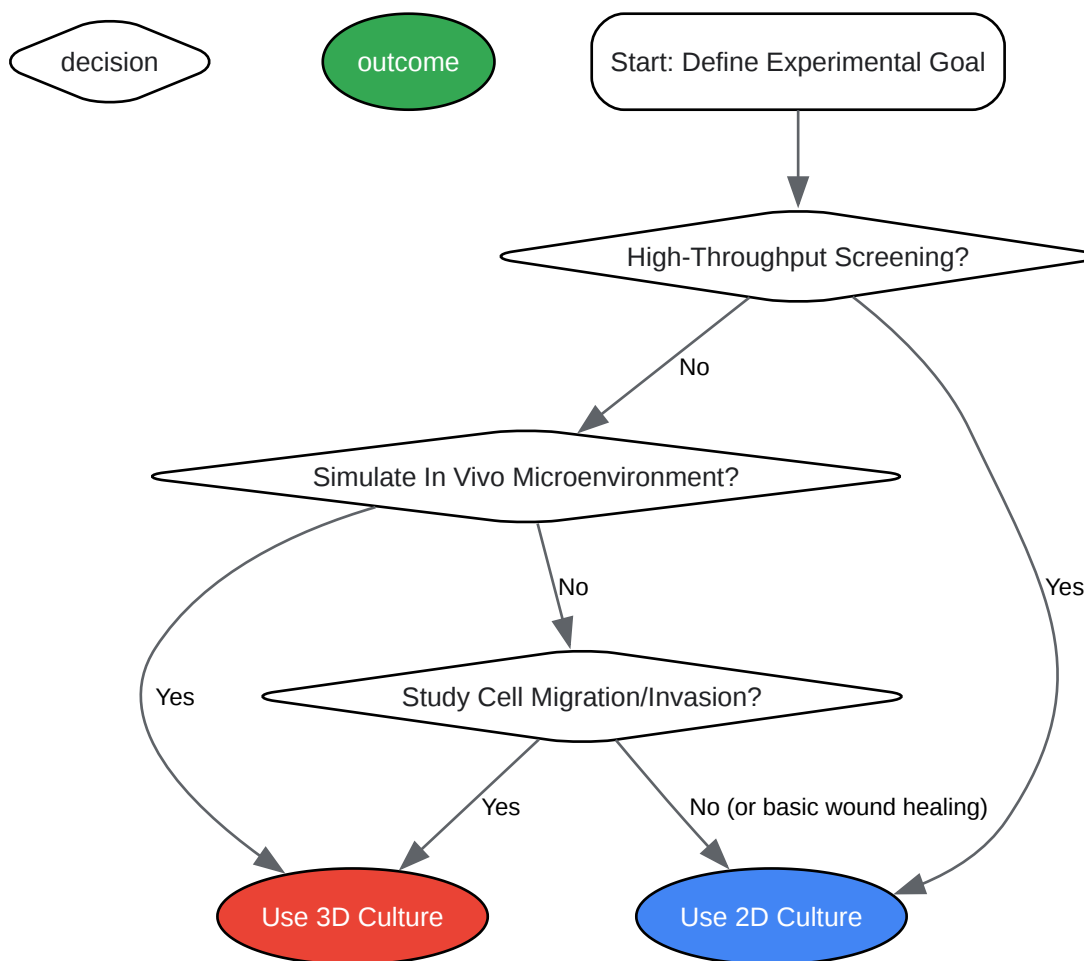 decision
outcome
Start: Define Experimental Goal
High-Throughput Screening?
No
Simulate In Vivo Microenvironment?
No
Yes
Yes
Study Cell Migration/Invasion?
Yes
No (or basic wound healing)
Use 3D Culture
Use 2D Culture